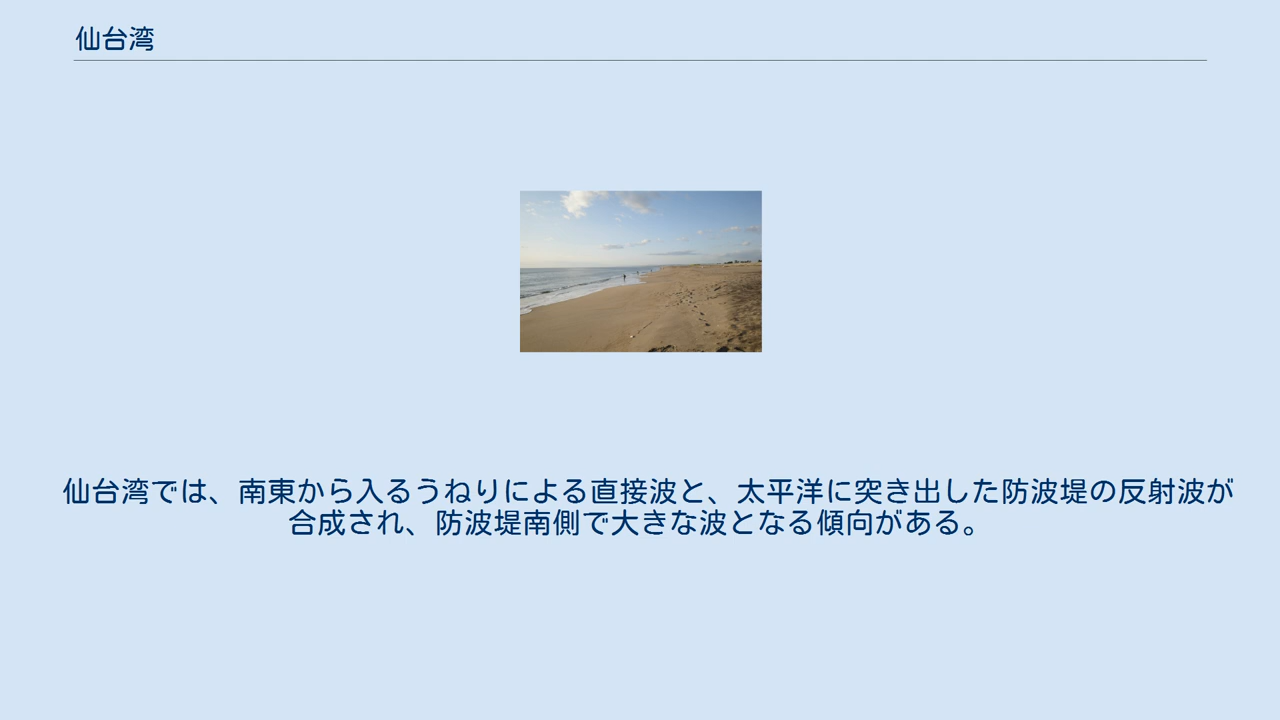 仙台湾
仙台湾では、南東から入るうねりによる直接波と、太平洋に突き出した防波堤の反射波が
合成され、防波堤南側で大きな波となる傾向がある。